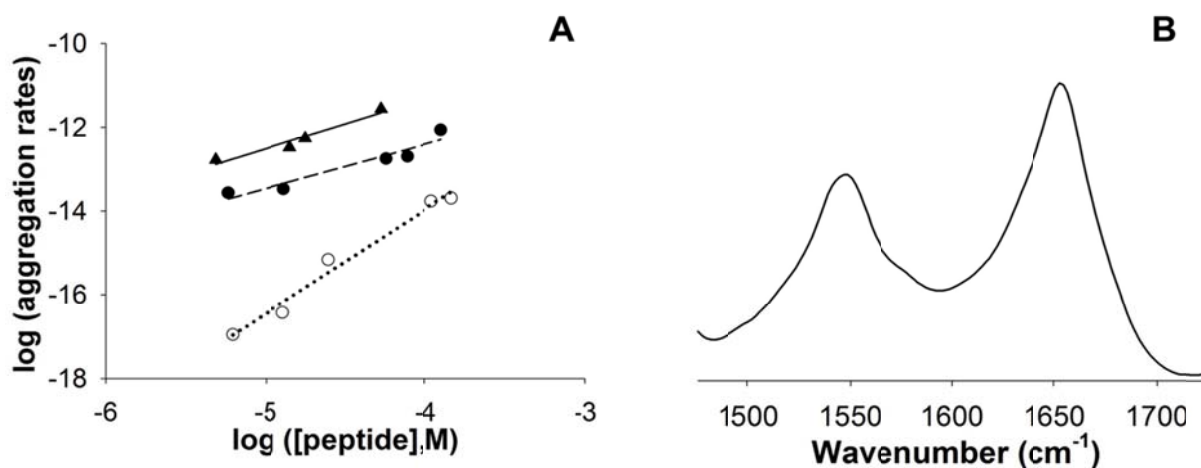 A
-10
-12
-14
-16
-18
-6 -5 -4 -3
log (aggregation rates)
log ([peptide],M)
B
1500 1550 1600 1650 1700
Wavenumber (cm⁻¹)